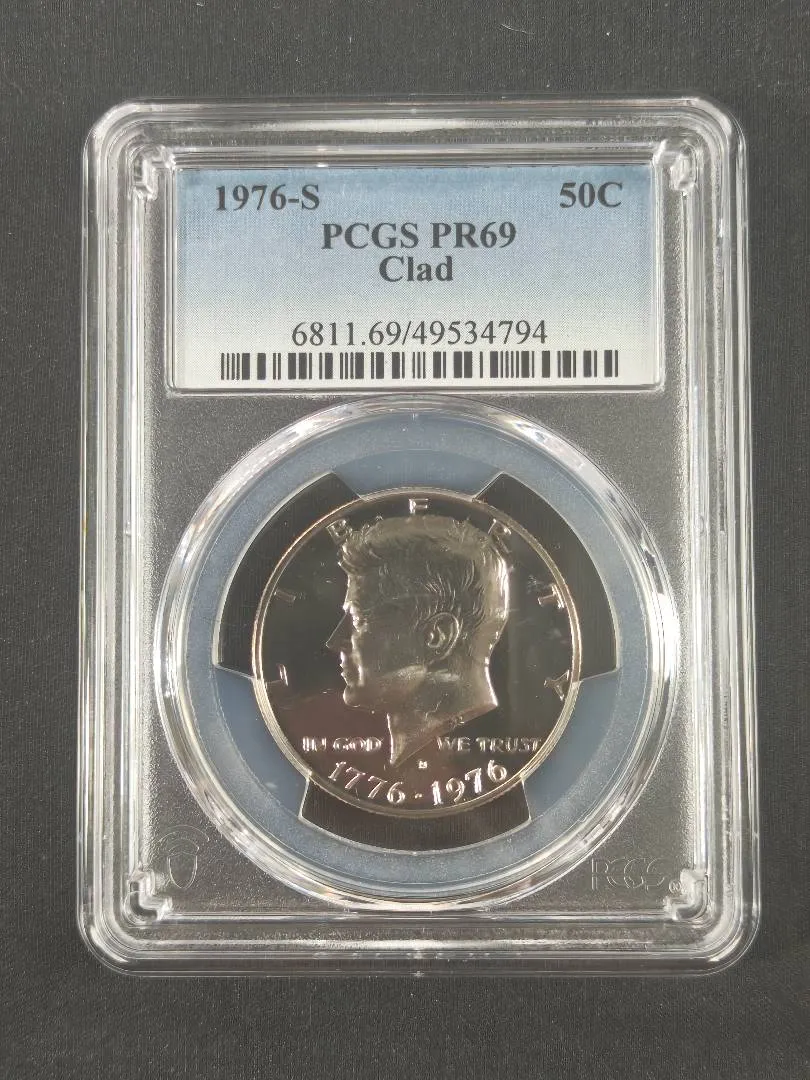 1976-S 50C
PCGS PR69
Clad
6811.69/49534794
LIBERTY
IN GOD WE TRUST
S
1776-1976
PCGS